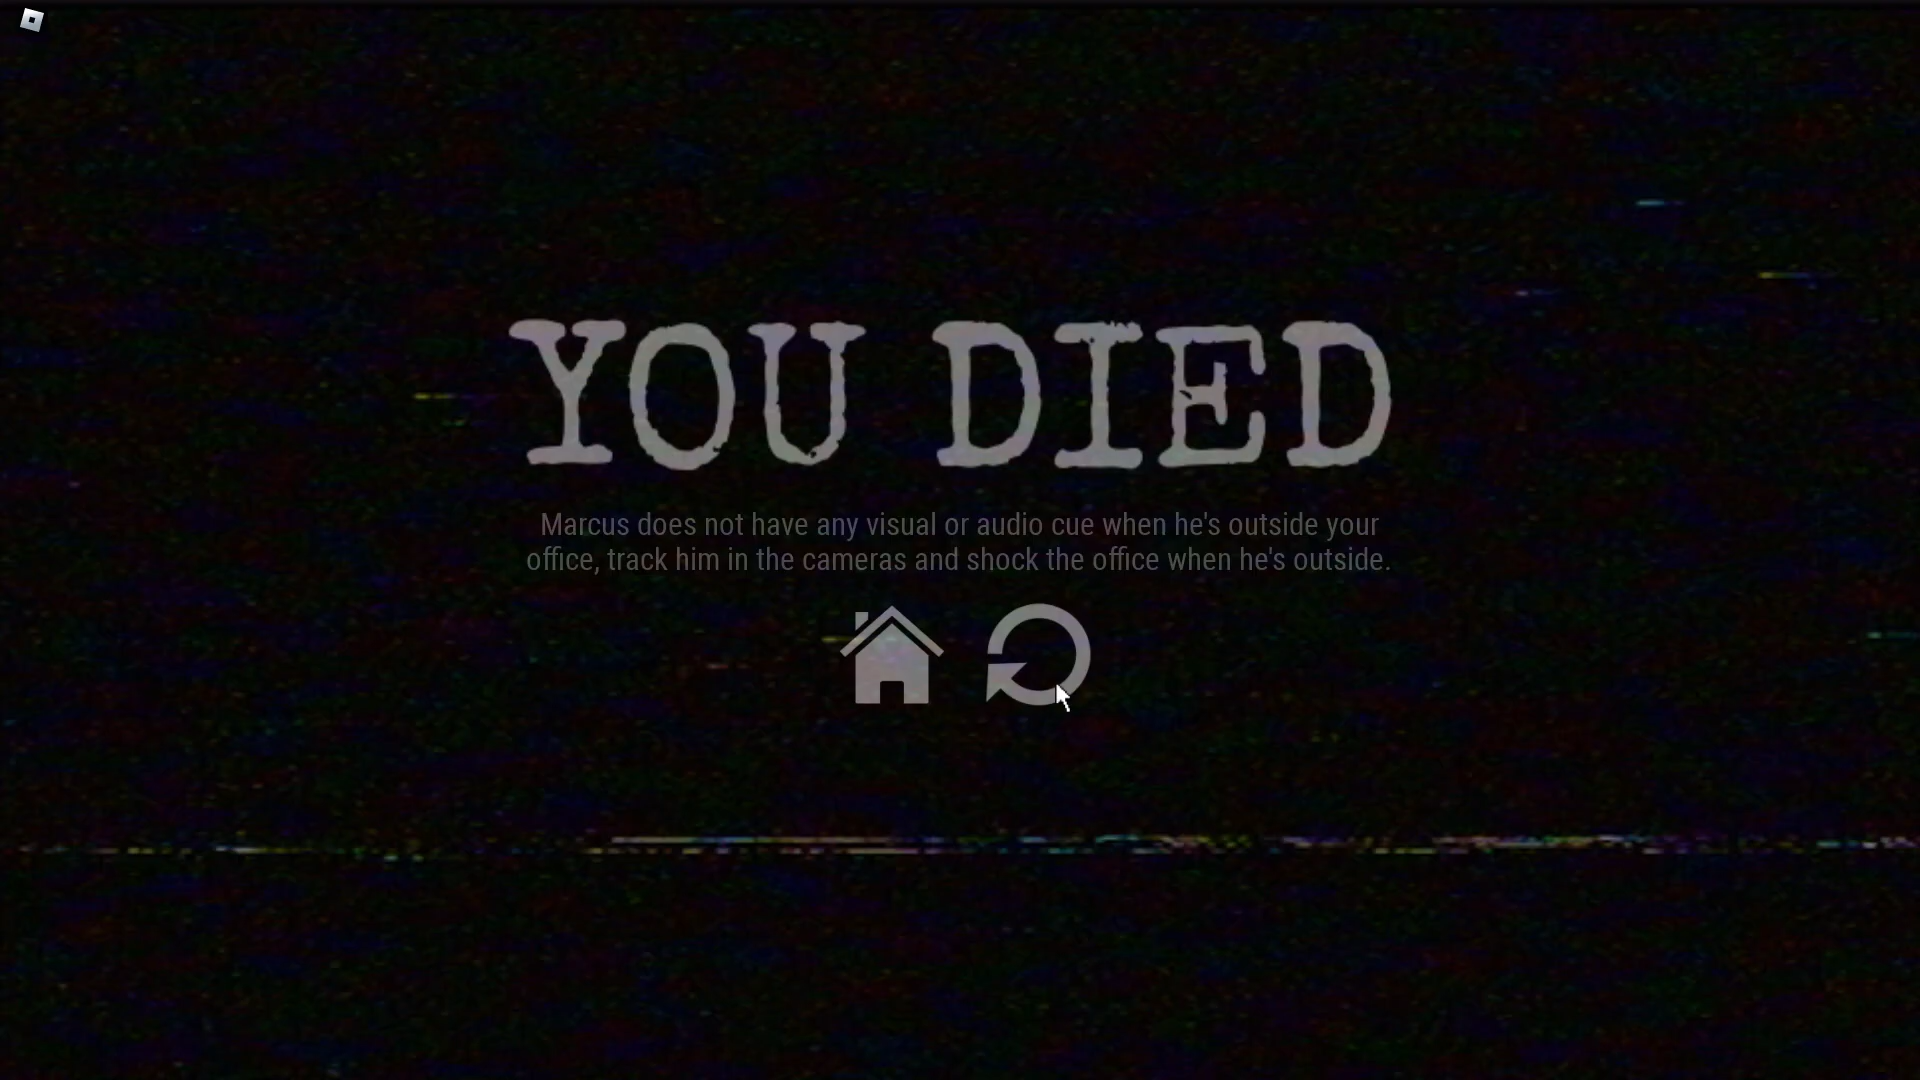 YOU DIED
Marcus does not have any visual or audio cue when he's outside your
office, track him in the cameras and shock the office when he's outside.